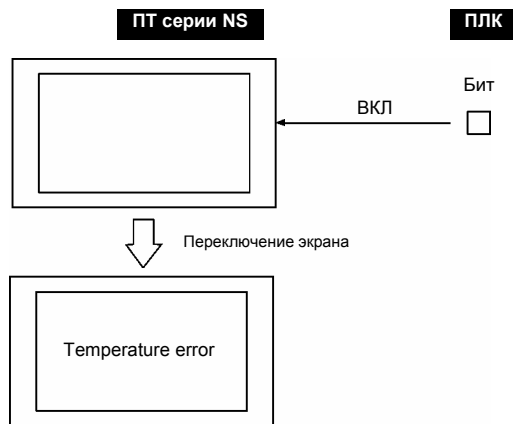 ПТ серии NS
ПЛК
Бит
ВКЛ
Переключение экрана
Temperature error